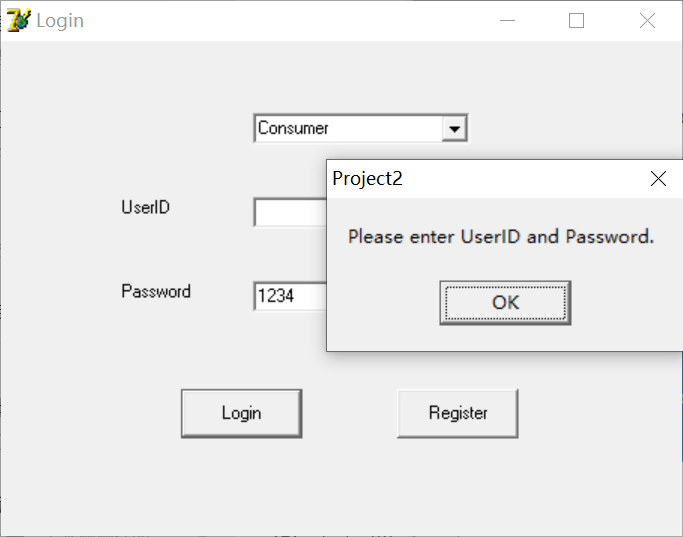 Login
Consumer
Project2
UserID
Please enter UserID and Password.
Password
1234
OK
Login
Register